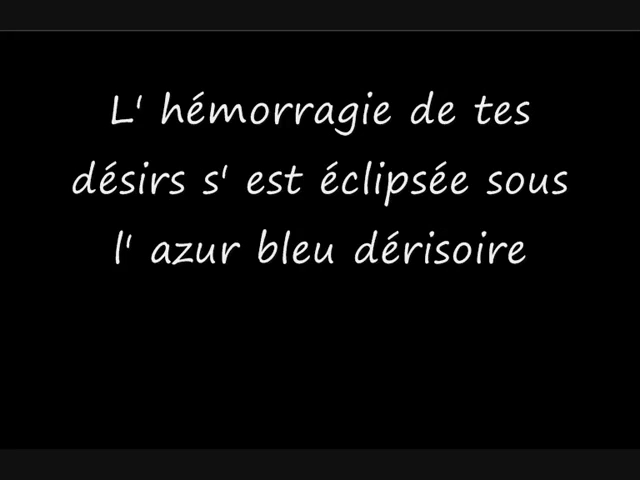 L' hémorragie de tes
désirs s' est éclipsée sous
l' azur bleu dérisoire